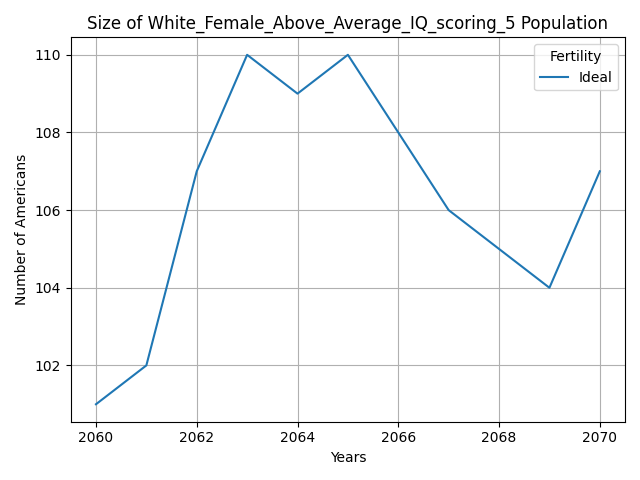 Size of White_Female_Above_Average_IQ_scoring_5 Population
Fertility
Ideal
110
108
106
104
102
Number of Americans
2060
2062
2064
2066
2068
2070
Years